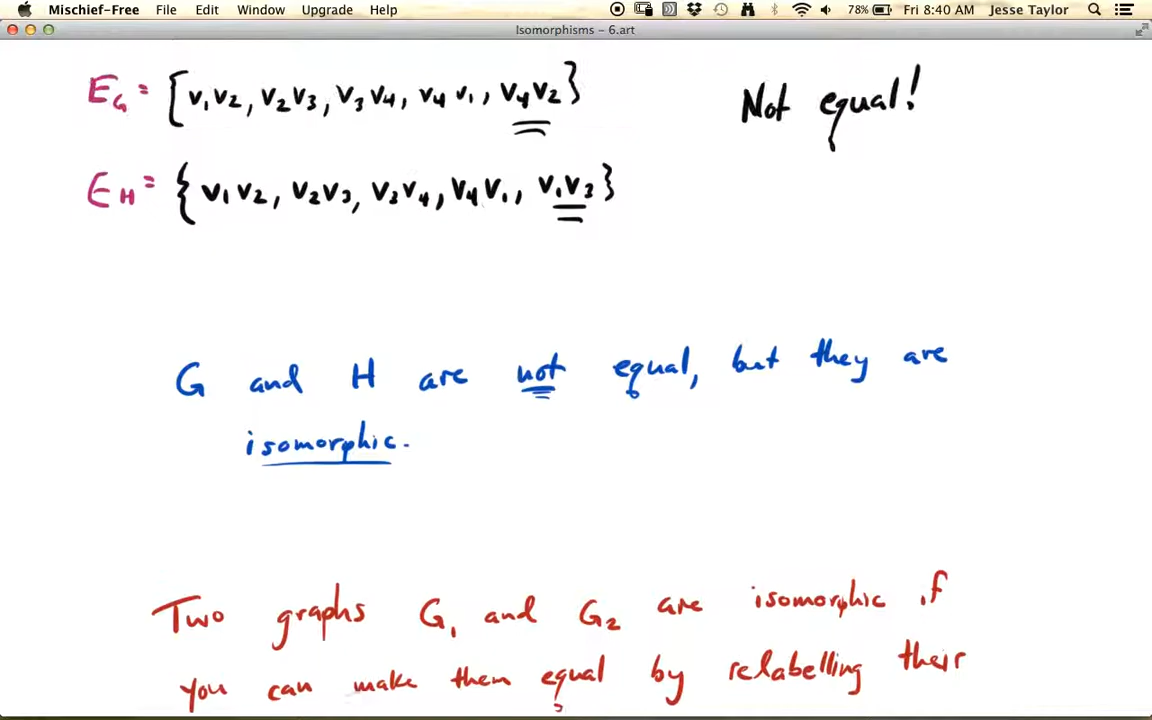 Mischief-Free File Edit Window Upgrade Help 78% Fri 8:40 AM Jesse Taylor
Isomorphisms – 6.art
E_G = [v₁v₂, v₂v₃, v₃v₄, v₄v₁, v₄v₂} Not equal!
E_H = {v₁v₂, v₂v₃, v₃v₄, v₄v₁, v₁v₃}
G and H are not equal, but they are
isomorphic.
Two graphs G₁ and G₂ are isomorphic if
you can make them equal by relabelling their